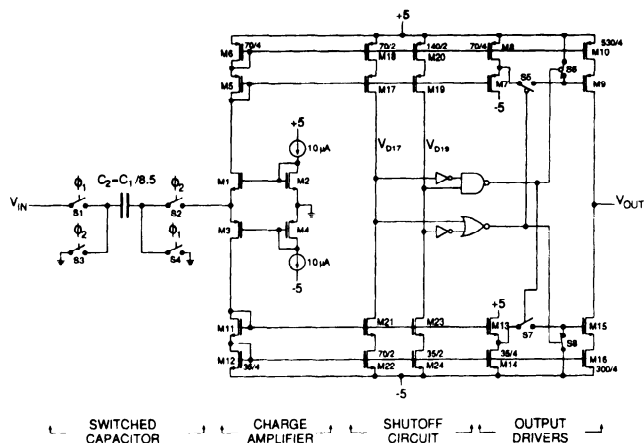 +5
M6 70/4
70/2 M18
140/2 M20
70/4 M8
530/4 M10
S6
S5
M5
M17
M19
M7
-5
M9
+5
10 µA
V_D17
V_D19
ϕ1
C2=C1/8.5
ϕ2
M1
M2
V_IN
S1
S2
V_OUT
ϕ2
ϕ1
M3
M4
S3
S4
10 µA
-5
+5
M11
M21
M23
M13
S7
M15
S8
M12 36/4
70/2 M22
35/2 M24
35/4 M14
M16 300/4
-5
SWITCHED CAPACITOR
CHARGE AMPLIFIER
SHUTOFF CIRCUIT
OUTPUT DRIVERS